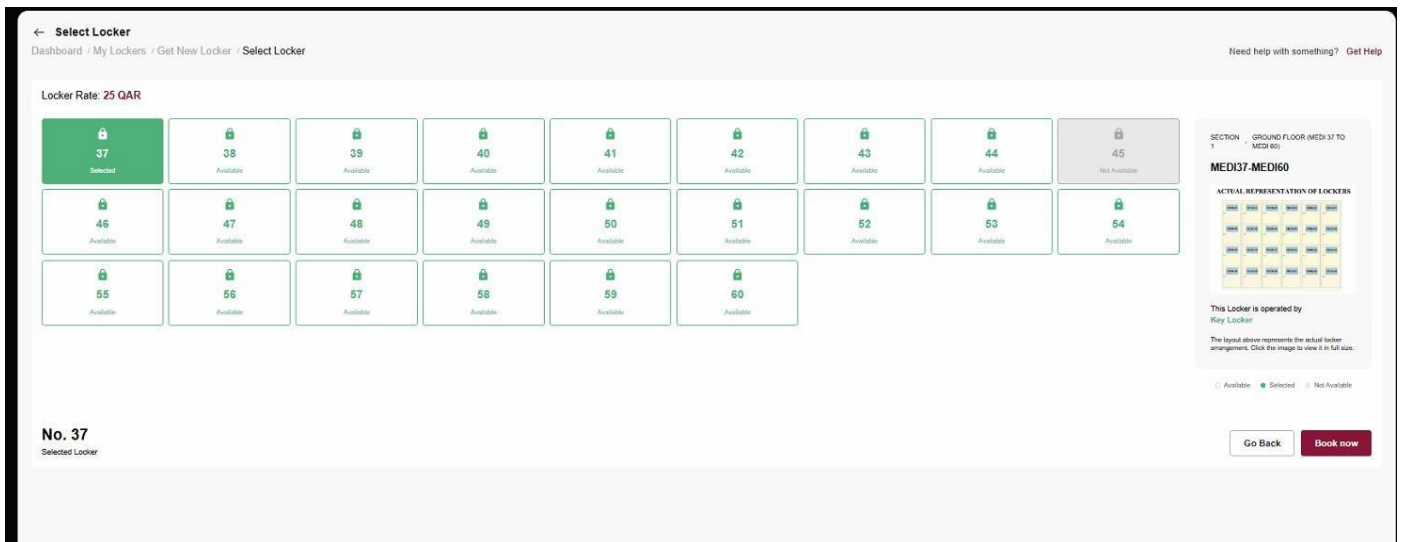 ← Select Locker
Dashboard / My Lockers / Get New Locker / Select Locker
Need help with something? Get Help
Locker Rate: 25 QAR
37 38 39 40 41 42 43 44 45
Selected Available Available Available Available Available Available Available Not Available
46 47 48 49 50 51 52 53 54
Available Available Available Available Available Available Available Available Available
55 56 57 58 59 60
Available Available Available Available Available Available
SECTION 1 , GROUND FLOOR (MEDI 37 TO
MEDI 60)
MEDI37-MEDI60
ACTUAL REPRESENTATION OF LOCKERS
This Locker is operated by
Key Locker
The layout above represents the actual locker
arrangement. Click the image to view it in full size.
Available Selected Not Available
No. 37
Selected Locker
Go Back Book now